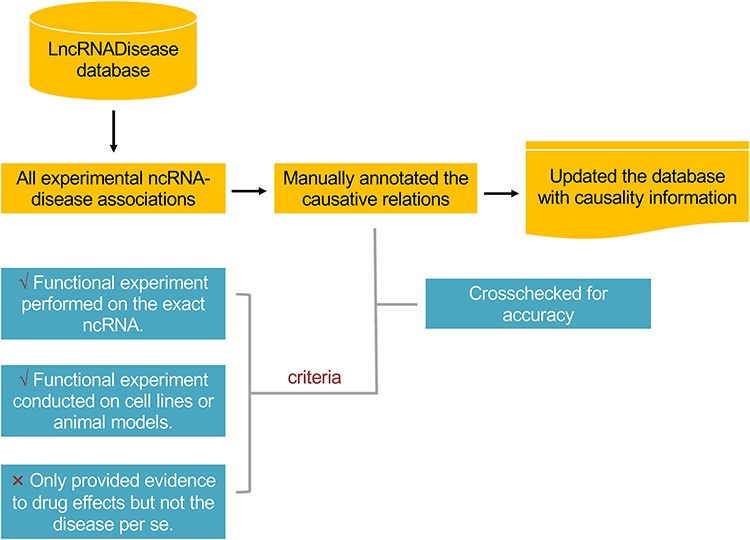 LncRNADisease
database
All experimental ncRNA-
disease associations
Manually annotated the
causative relations
Updated the database
with causality information
√ Functional experiment
performed on the exact
ncRNA.
Crosschecked for
accuracy
criteria
√ Functional experiment
conducted on cell lines or
animal models.
× Only provided evidence
to drug effects but not the
disease per se.